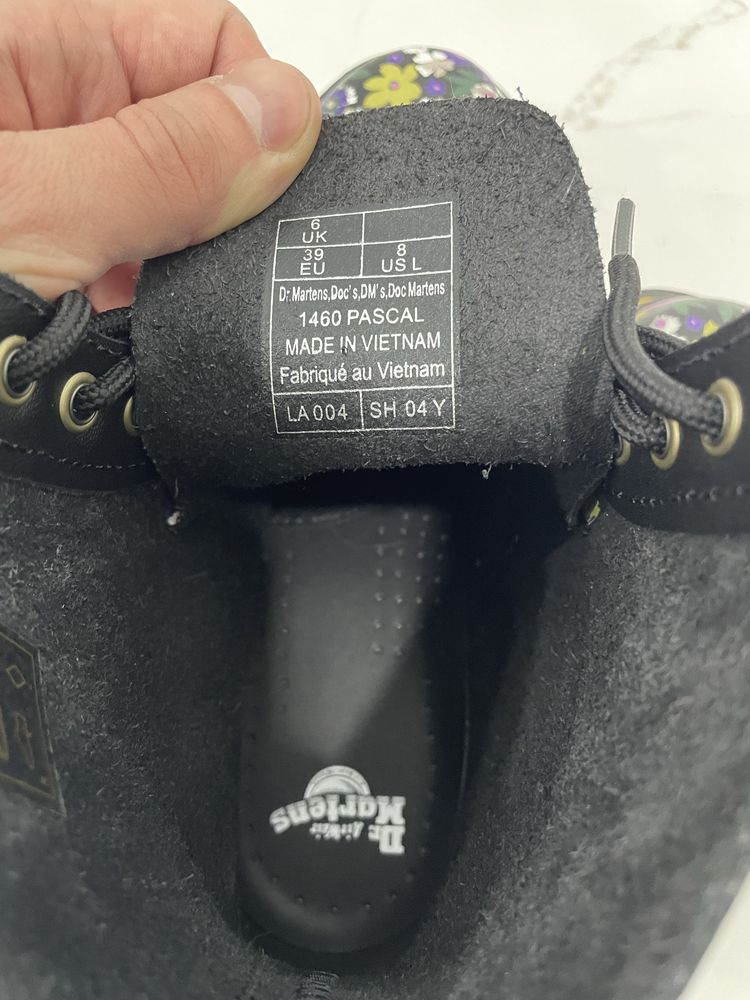 6
UK
39
EU
8
US L
Dr.Martens,Doc's,DM's,Doc Martens
1460 PASCAL
MADE IN VIETNAM
Fabriqué au Vietnam
LA 004
SH 04 Y
Dr. Martens
AirWair